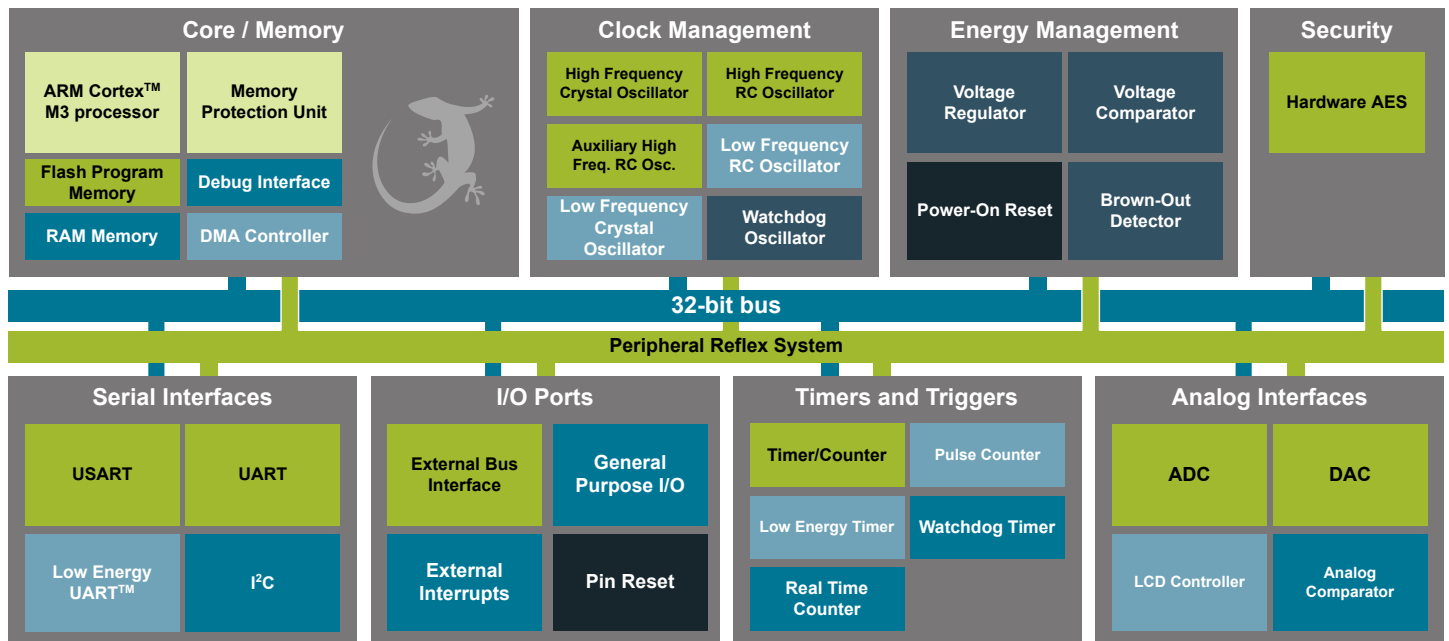 Core / Memory
ARM Cortex™
M3 processor
Memory
Protection Unit
Flash Program
Memory
Debug Interface
RAM Memory
DMA Controller
Clock Management
High Frequency
Crystal Oscillator
High Frequency
RC Oscillator
Auxiliary High
Freq. RC Osc.
Low Frequency
RC Oscillator
Low Frequency
Crystal
Oscillator
Watchdog
Oscillator
Energy Management
Voltage
Regulator
Voltage
Comparator
Power-On Reset
Brown-Out
Detector
Security
Hardware AES
32-bit bus
Peripheral Reflex System
Serial Interfaces
USART
UART
Low Energy
UART™
I²C
I/O Ports
External Bus
Interface
General
Purpose I/O
External
Interrupts
Pin Reset
Timers and Triggers
Timer/Counter
Pulse Counter
Low Energy Timer
Watchdog Timer
Real Time
Counter
Analog Interfaces
ADC
DAC
LCD Controller
Analog
Comparator